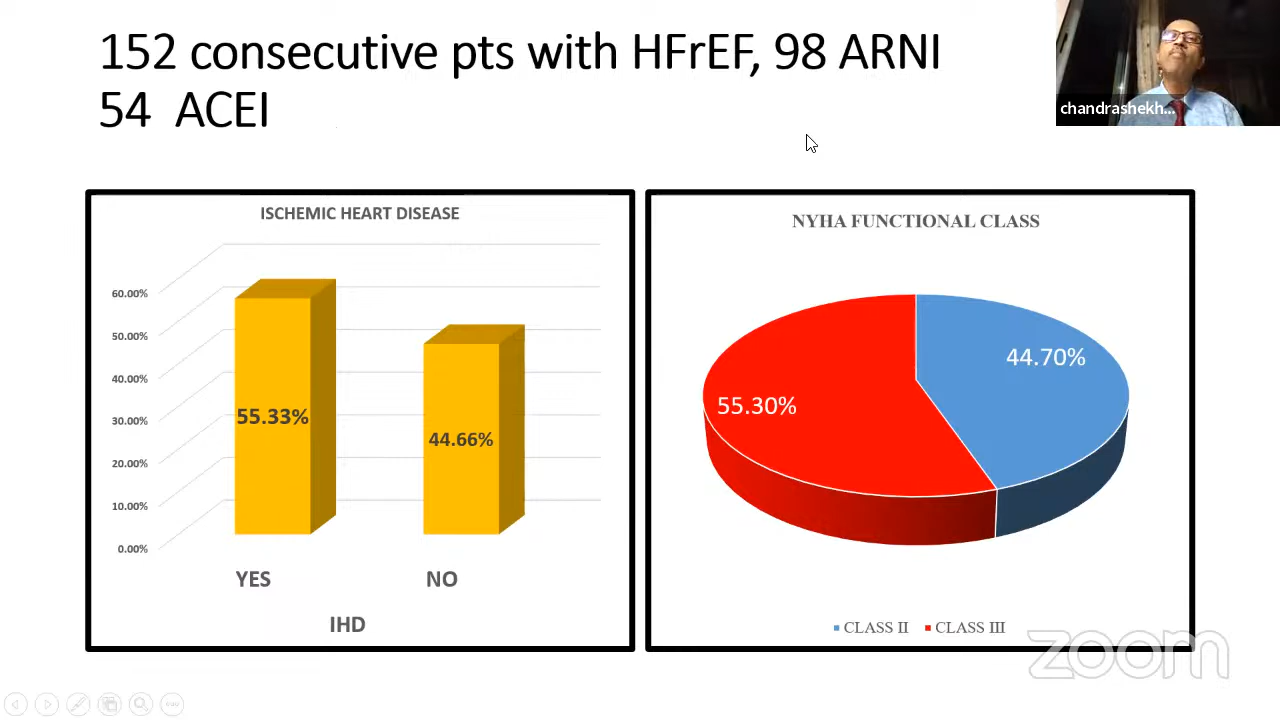 152 consecutive pts with HFrEF, 98 ARNI
54 ACEI
chandrashekh...
ISCHEMIC HEART DISEASE
60.00%
50.00%
40.00%
30.00%
20.00%
10.00%
0.00%
55.33%
44.66%
YES
NO
IHD
NYHA FUNCTIONAL CLASS
44.70%
55.30%
CLASS II
CLASS III
zoom